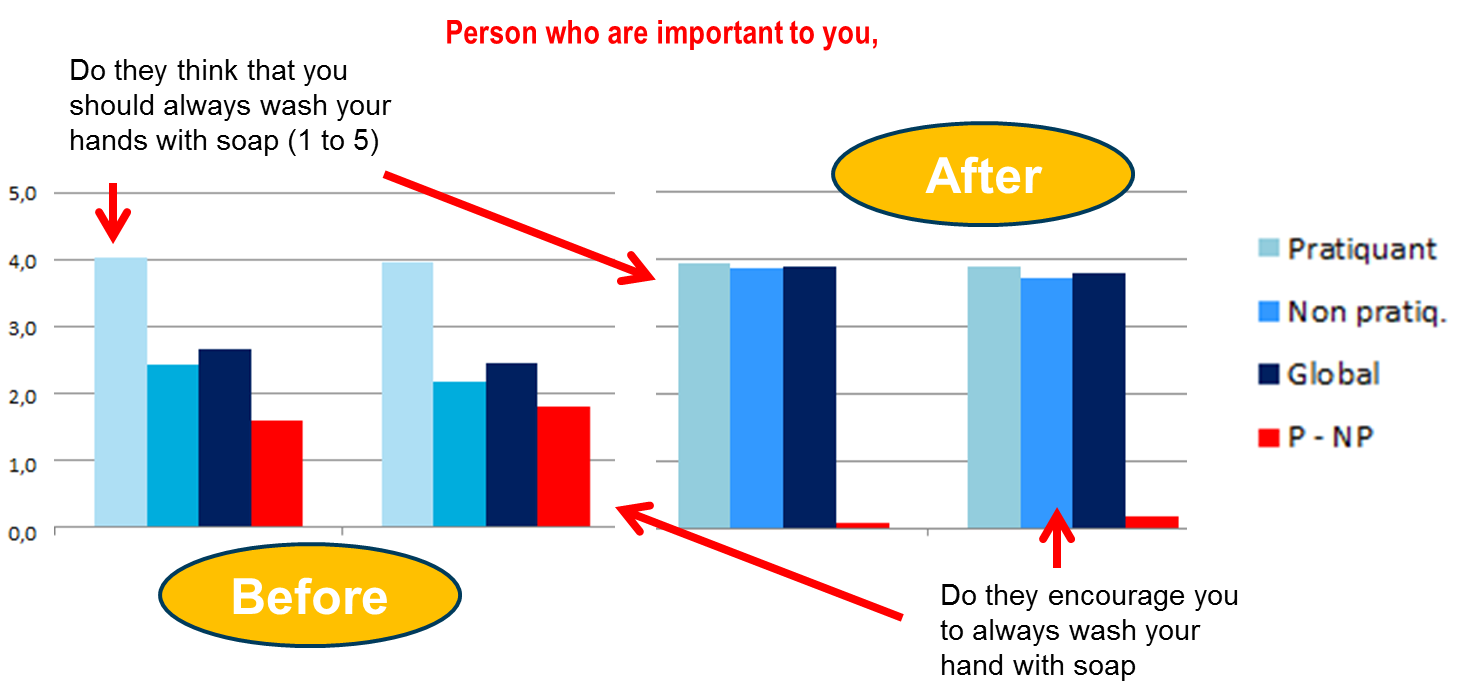 Person who are important to you,
Do they think that you
should always wash your
hands with soap (1 to 5)
After
5,0
4,0
3,0
2,0
1,0
0,0
Pratiquant
Non pratiq.
Global
P - NP
Before
Do they encourage you
to always wash your
hand with soap